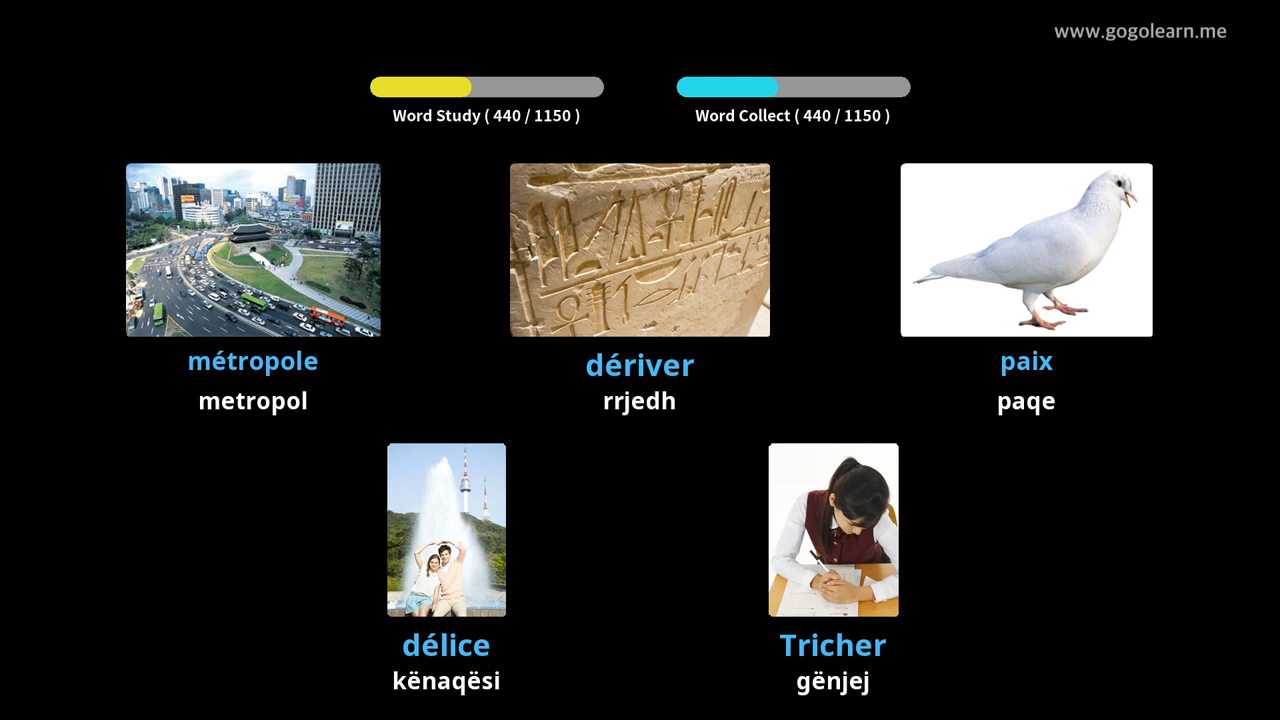 www.gogolearn.me
Word Study ( 440 / 1150 )
Word Collect ( 440 / 1150 )
métropole
dériver
paix
metropol
rrjedh
paqe
délice
Tricher
kënaqësi
gënjej